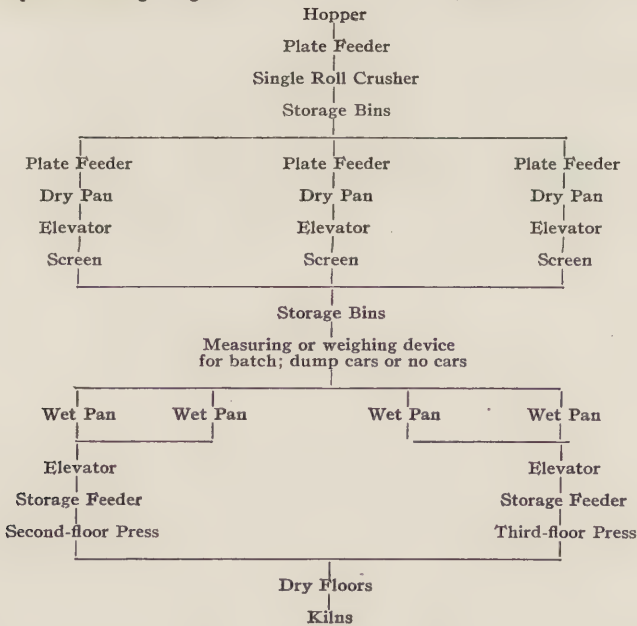 Hopper
Plate Feeder
Single Roll Crusher
Storage Bins
Plate Feeder Plate Feeder Plate Feeder
Dry Pan Dry Pan Dry Pan
Elevator Elevator Elevator
Screen Screen Screen
Storage Bins
Measuring or weighing device
for batch; dump cars or no cars
Wet Pan Wet Pan Wet Pan Wet Pan
Elevator Elevator
Storage Feeder Storage Feeder
Second-floor Press Third-floor Press
Dry Floors
Kilns